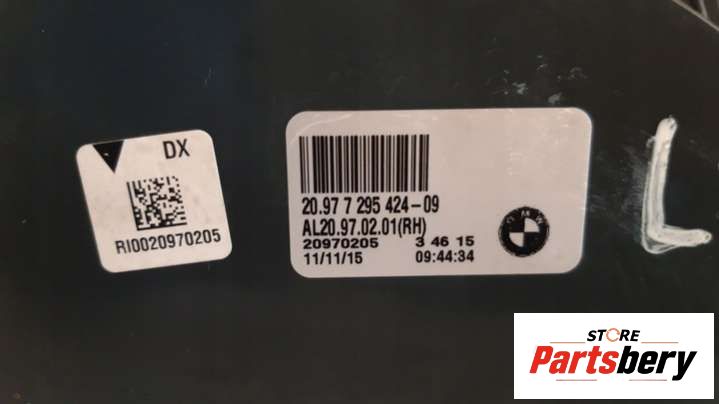 DX
RI0020970205
20.97 7 295 424-09
AL20.97.02.01(RH)
20970205 3 46 15
11/11/15 09:44:34
BMW
L
STORE
Partsbery